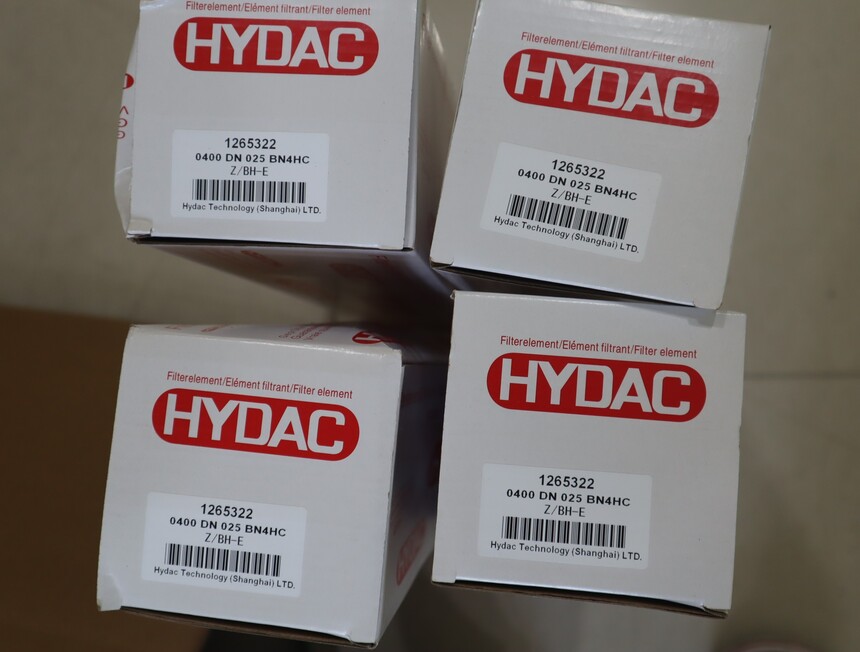 Filterelement/Elément filtrant/Filter element
HYDAC
1265322
0400 DN 025 BN4HC
Z/BH-E
Hydac Technology (Shanghai) LTD.
Filterelement/Elément filtrant/Filter element
HYDAC
1265322
0400 DN 025 BN4HC
Z/BH-E
Hydac Technology (Shanghai) LTD.
Filterelement/Elément filtrant/Filter element
HYDAC
1265322
0400 DN 025 BN4HC
Z/BH-E
Hydac Technology (Shanghai) LTD.
Filterelement/Elément filtrant/Filter element
HYDAC
1265322
0400 DN 025 BN4HC
Z/BH-E
Hydac Technology (Shanghai) LTD.